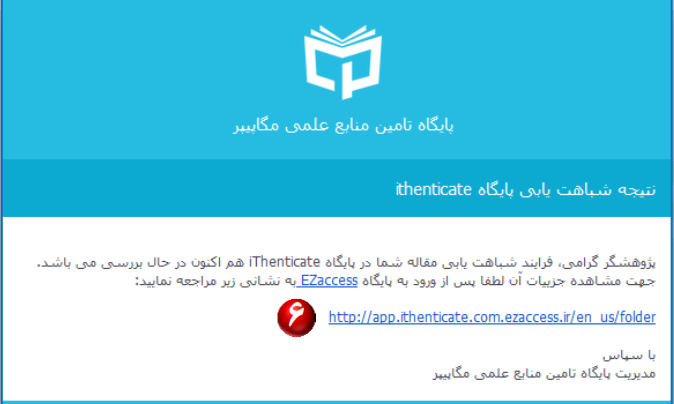 پایگاه تامین منابع علمی مگاپیپر
نتیجه شباهت یابی پایگاه ithenticate
پژوهشگر گرامی، فرایند شباهت یابی مقاله شما در پایگاه iThenticate هم اکنون در حال بررسی می باشد.
جهت مشاهده جزییات آن لطفا پس از ورود به پایگاه EZaccess به نشانی زیر مراجعه نمایید:
http://app.ithenticate.com.ezaccess.ir/en_us/folder
۶
با سپاس
مدیریت پایگاه تامین منابع علمی مگاپیپر